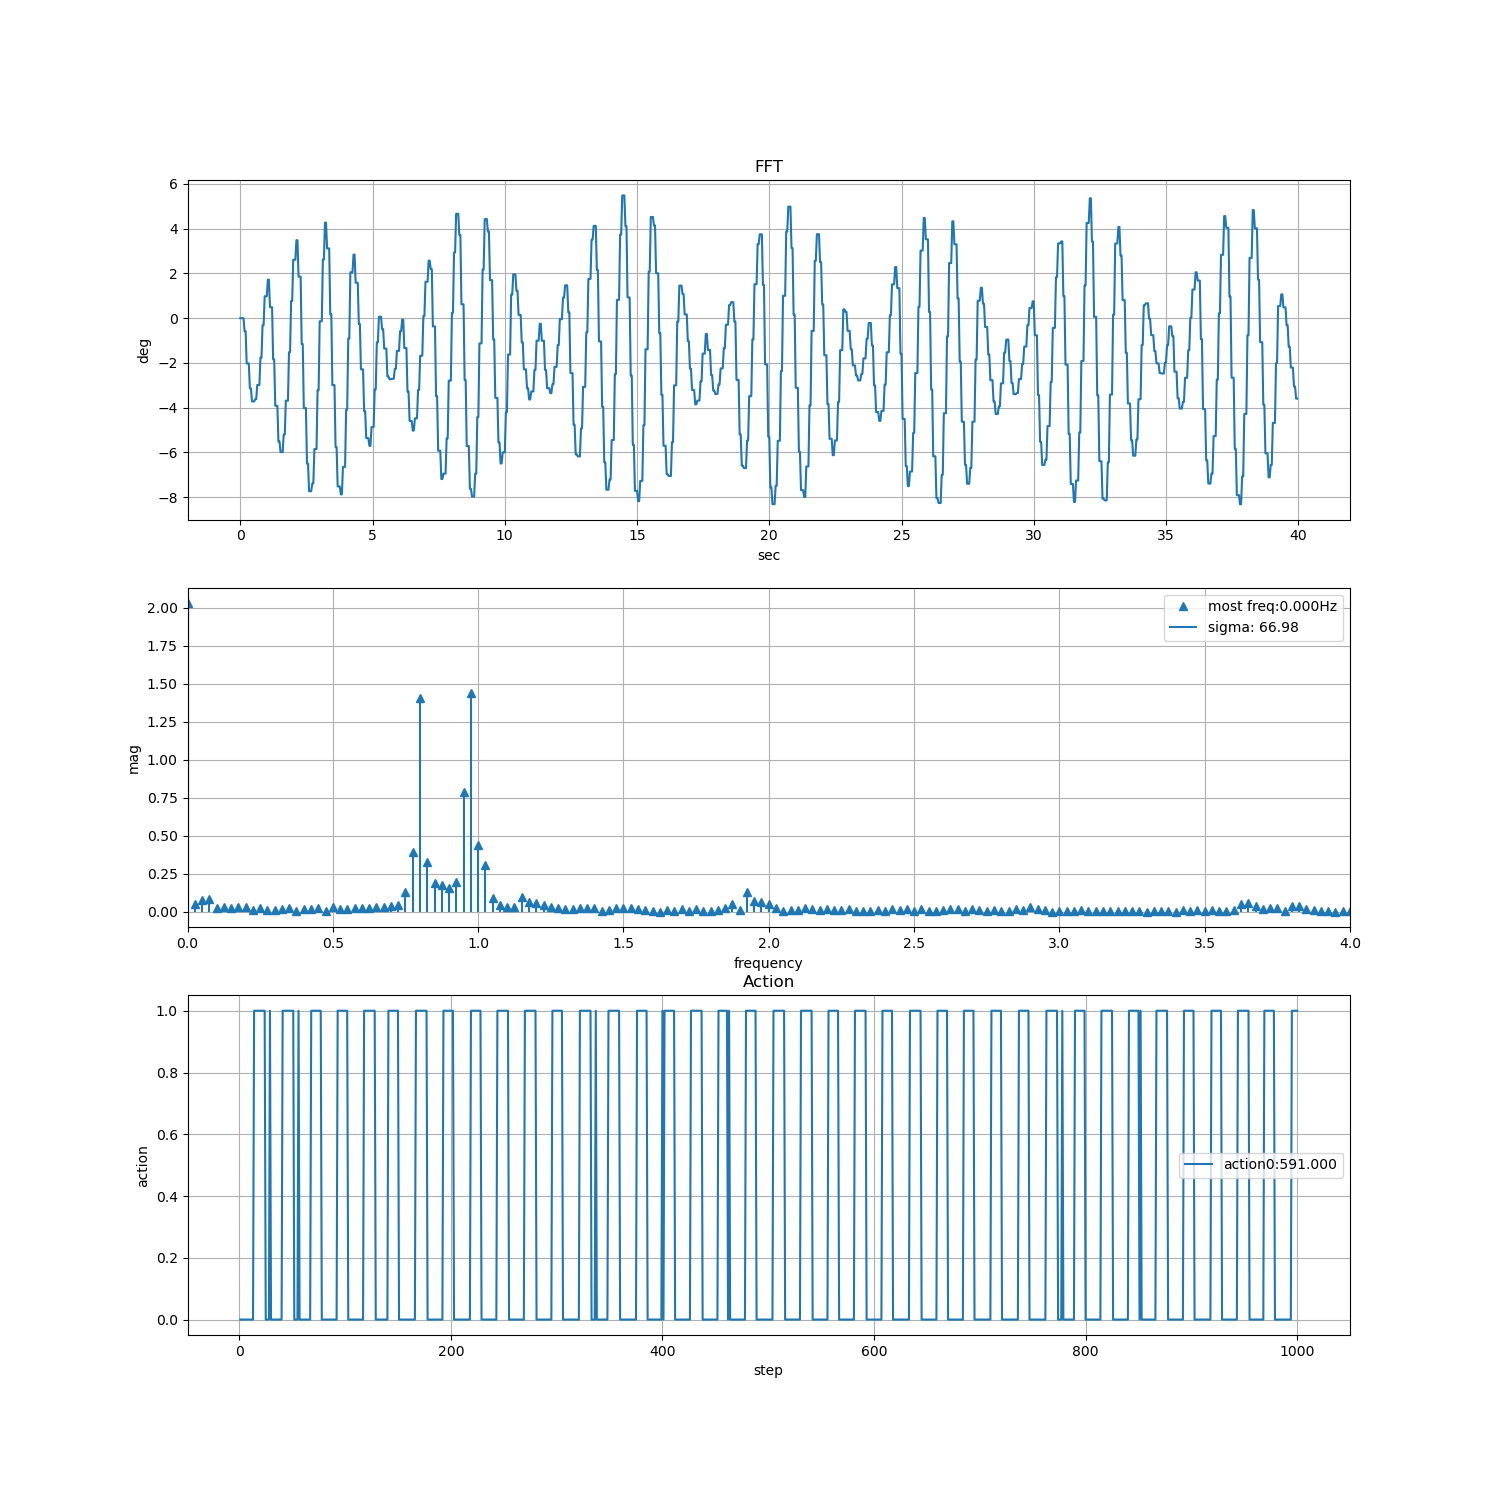 FFT
6
4
2
0
−2
−4
−6
−8
deg
0 5 10 15 20 25 30 35 40
sec
2.00
1.75
1.50
1.25
1.00
0.75
0.50
0.25
0.00
mag
most freq:0.000Hz
sigma: 66.98
0.0 0.5 1.0 1.5 2.0 2.5 3.0 3.5 4.0
frequency
Action
1.0
0.8
0.6
0.4
0.2
0.0
action
action0:591.000
0 200 400 600 800 1000
step